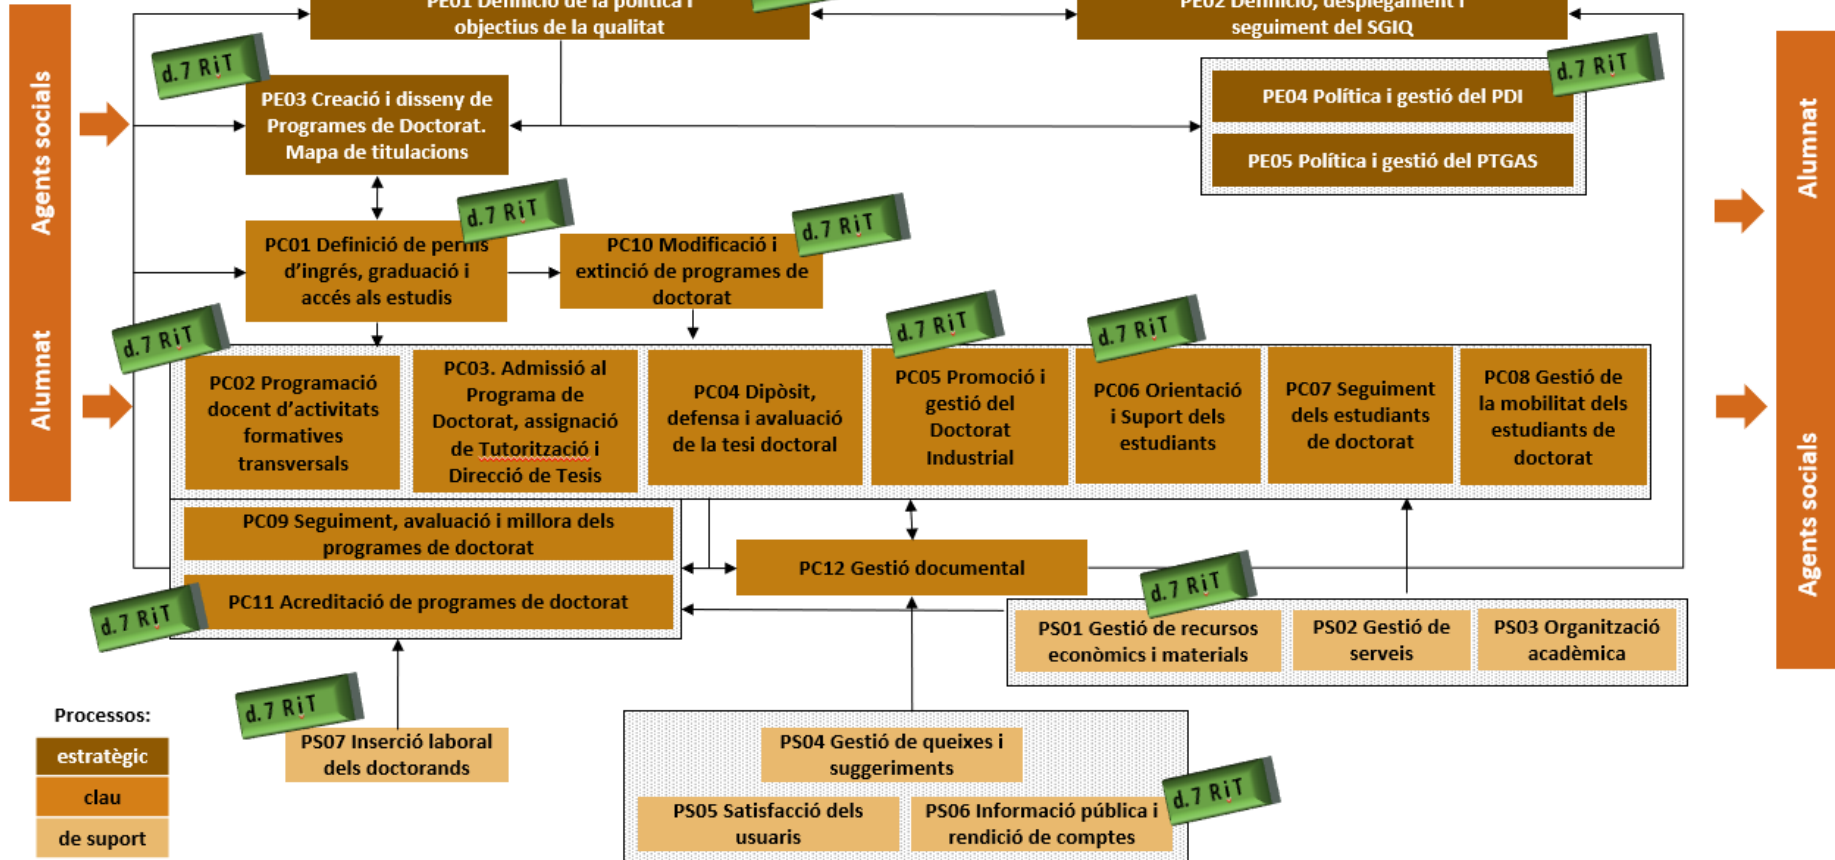 PE01 Definició de la política i
objectius de la qualitat
PE02 Definició, desplegament i
seguiment del SGIQ
Agents socials
Alumnat
d.7 RiT
PE03 Creació i disseny de
Programes de Doctorat.
Mapa de titulacions
d.7 RiT
PE04 Política i gestió del PDI
PE05 Política i gestió del PTGAS
Alumnat
Agents socials
d.7 RiT
PC01 Definició de perfils
d'ingrés, graduació i
accés als estudis
d.7 RiT
PC10 Modificació i
extinció de programes de
doctorat
d.7 RiT
PC02 Programació
docent d'activitats
formatives
transversals
PC03. Admissió al
Programa de
Doctorat, assignació
de Tutorització i
Direcció de Tesis
PC04 Dipòsit,
defensa i avaluació
de la tesi doctoral
d.7 RiT
PC05 Promoció i
gestió del
Doctorat
Industrial
d.7 RiT
PC06 Orientació
i Suport dels
estudiants
PC07 Seguiment
dels estudiants
de doctorat
PC08 Gestió de
la mobilitat dels
estudiants de
doctorat
PC09 Seguiment, avaluació i millora dels
programes de doctorat
d.7 RiT
PC11 Acreditació de programes de doctorat
PC12 Gestió documental
d.7 RiT
PS01 Gestió de recursos
econòmics i materials
PS02 Gestió de
serveis
PS03 Organització
acadèmica
d.7 RiT
PS07 Inserció laboral
dels doctorands
PS04 Gestió de queixes i
suggeriments
PS05 Satisfacció dels
usuaris
d.7 RiT
PS06 Informació pública i
rendició de comptes
Processos:
estratègic
clau
de suport